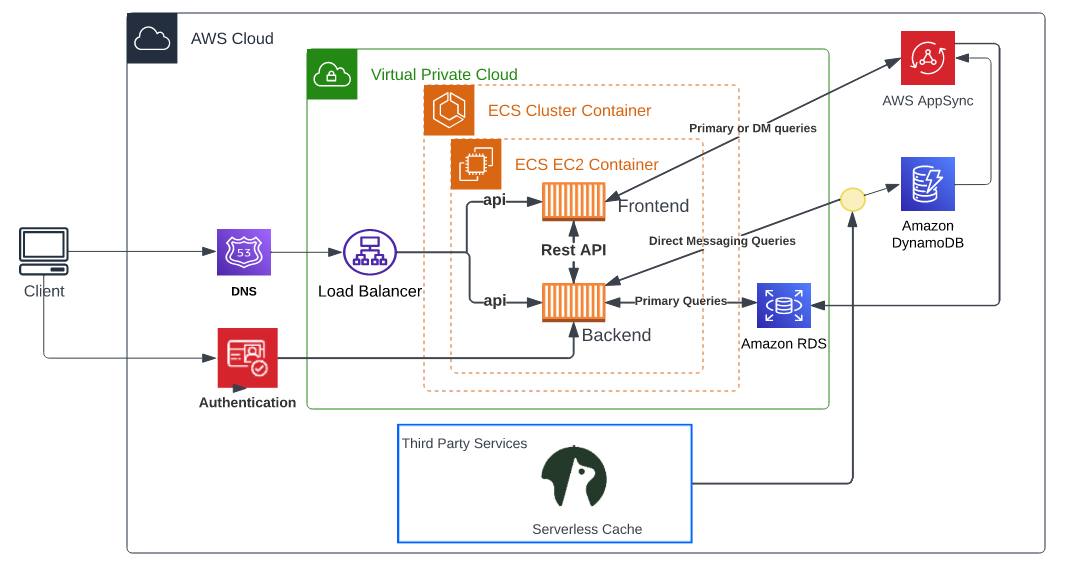 AWS Cloud
Virtual Private Cloud
AWS AppSync
ECS Cluster Container
Primary or DM queries
ECS EC2 Container
api
Frontend
Amazon
DynamoDB
Direct Messaging Queries
Rest API
53
Client
DNS
Load Balancer
api
Primary Queries
Backend
Amazon RDS
Authentication
Third Party Services
Serverless Cache